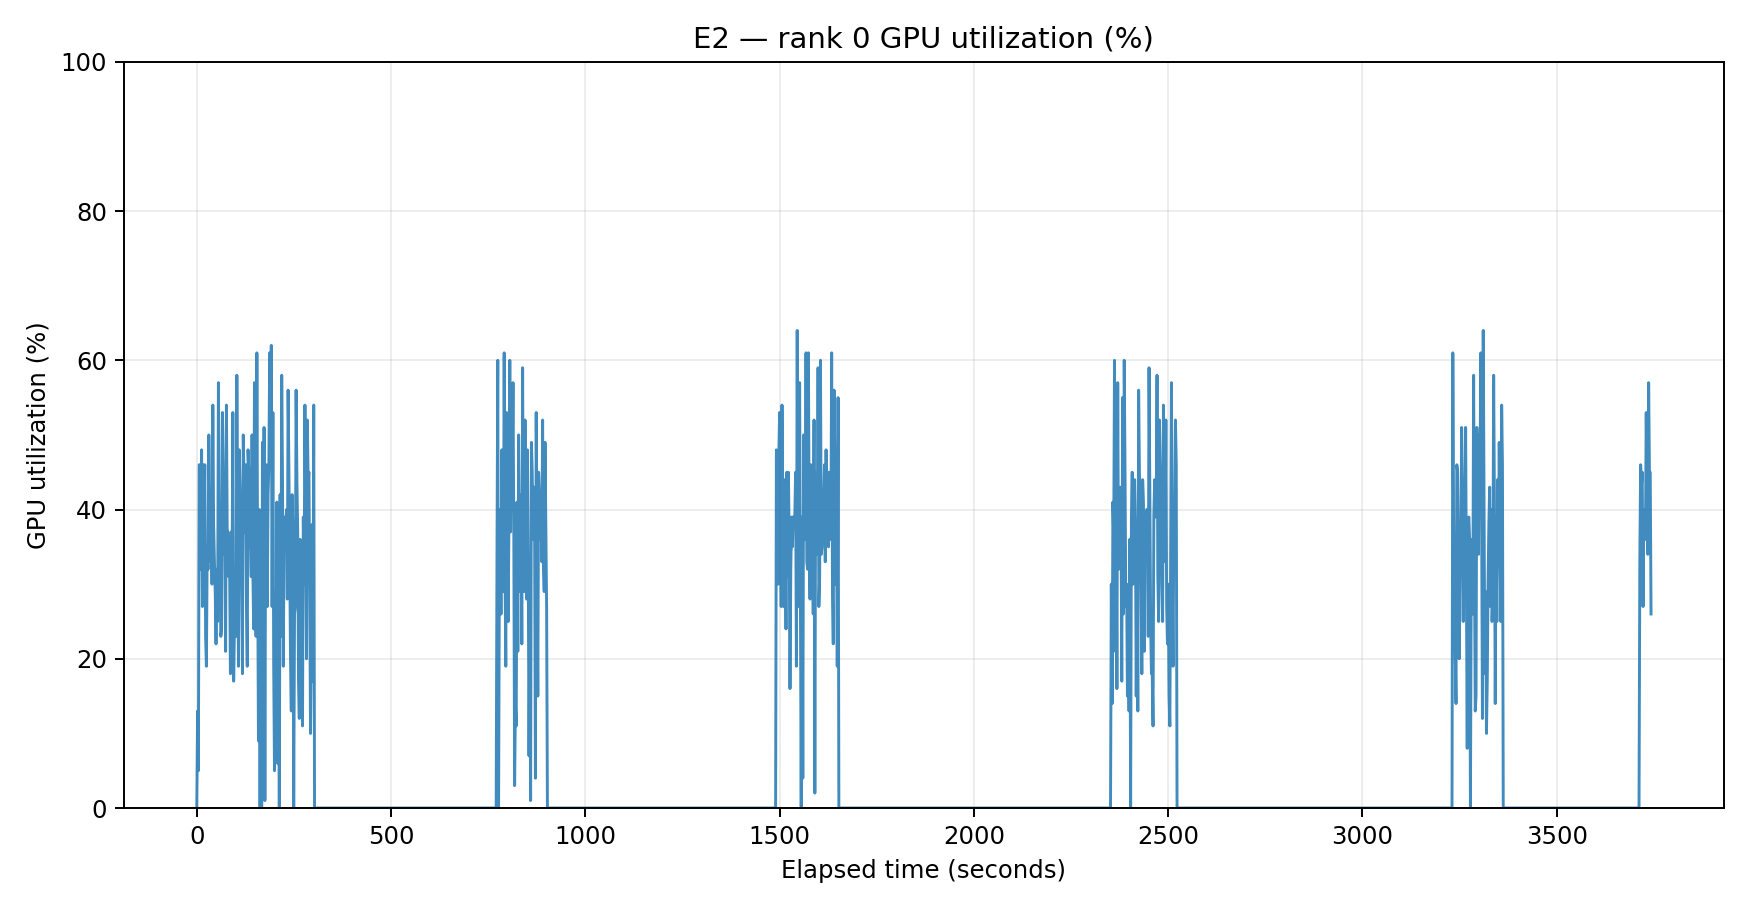 E2 — rank 0 GPU utilization (%)
100
80
60
40
20
0
GPU utilization (%)
0 500 1000 1500 2000 2500 3000 3500
Elapsed time (seconds)